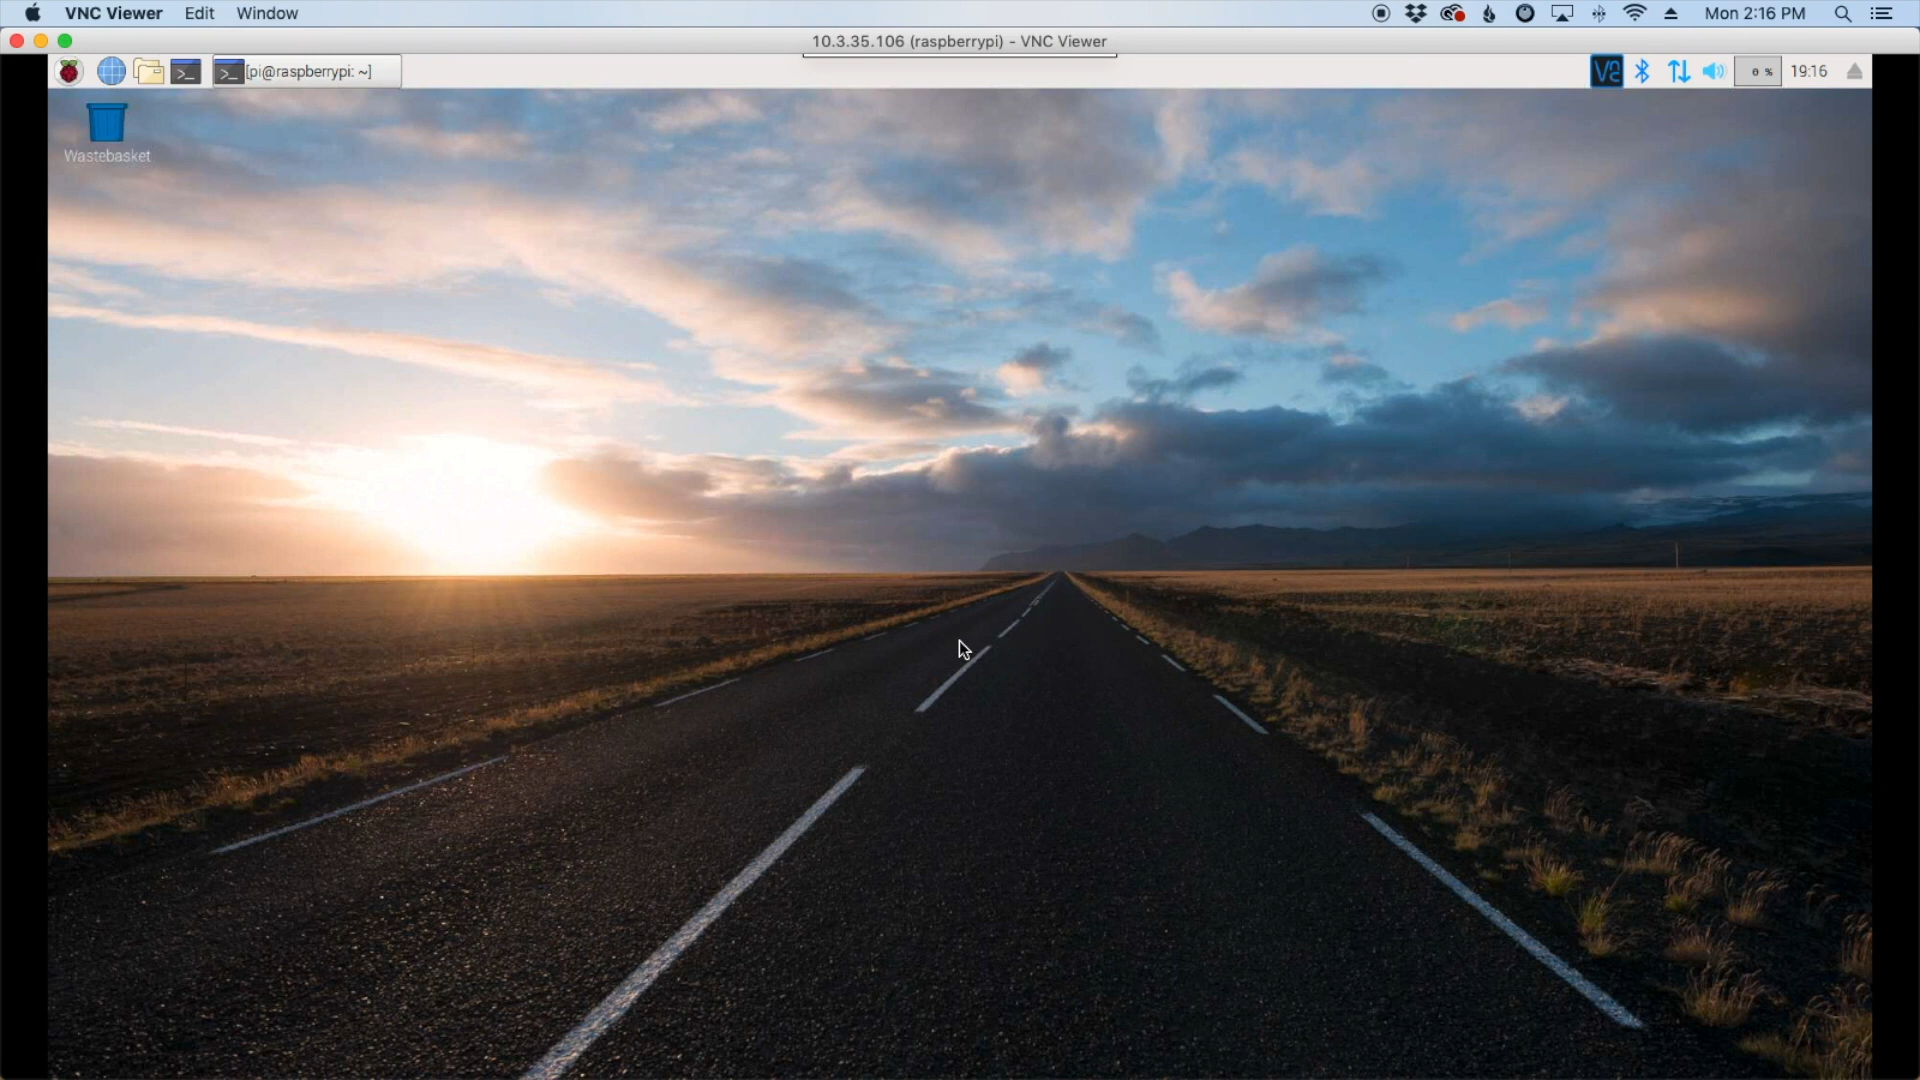 VNC Viewer Edit Window Mon 2:16 PM
10.3.35.106 (raspberrypi) - VNC Viewer
[pi@raspberrypi: ~] 0 % 19:16
Wastebasket